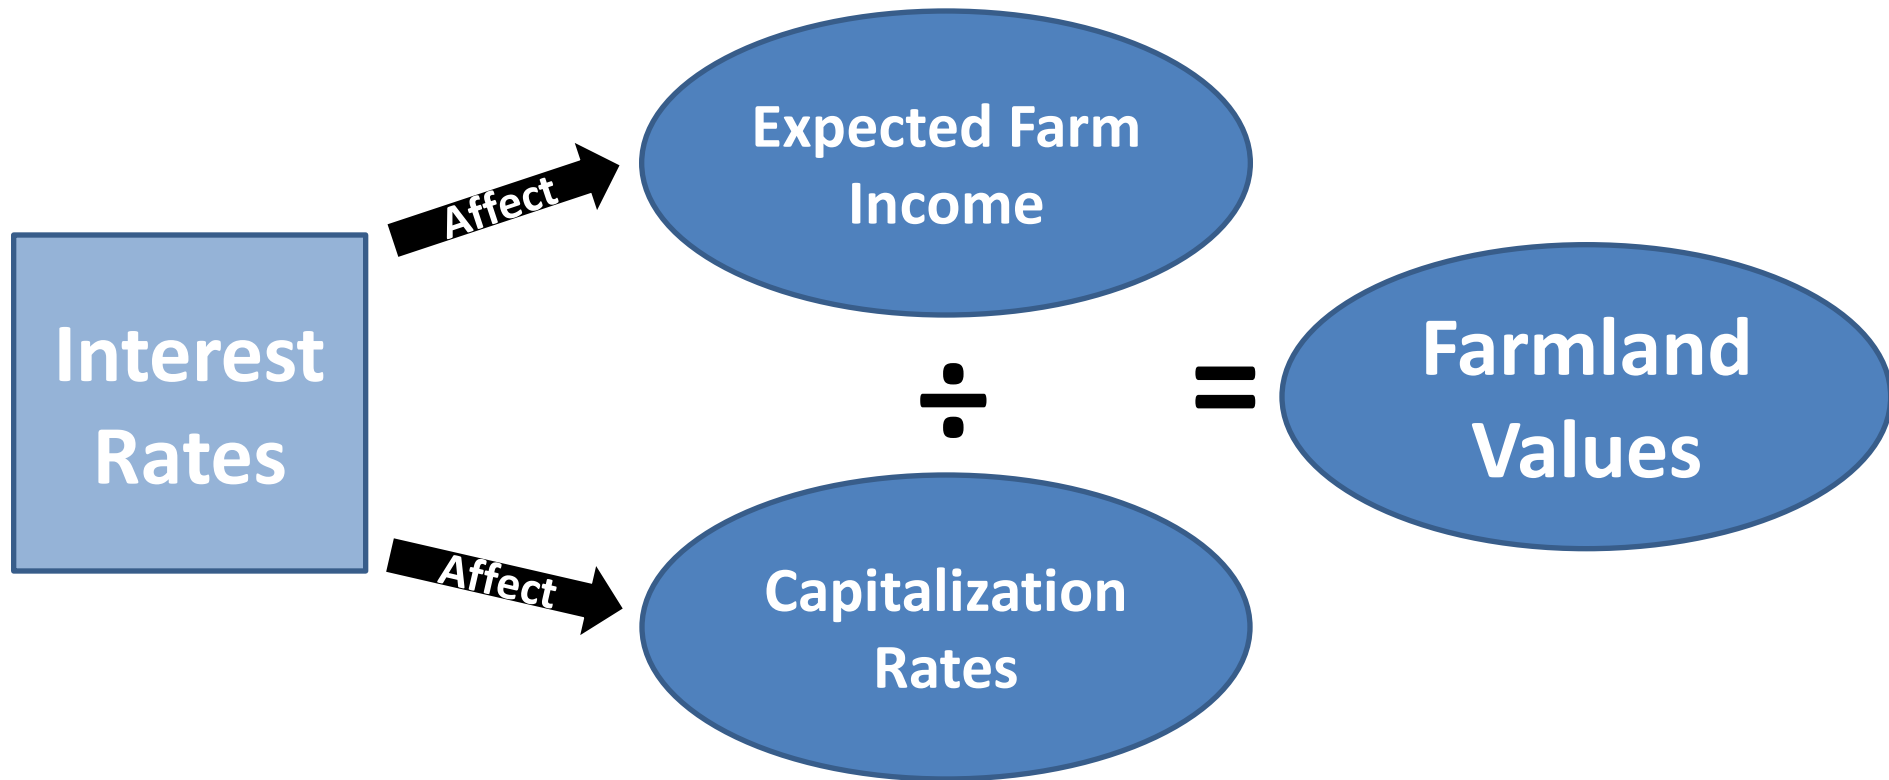 Interest
Rates
Affect
Expected Farm
Income
÷
Affect
Capitalization
Rates
=
Farmland
Values